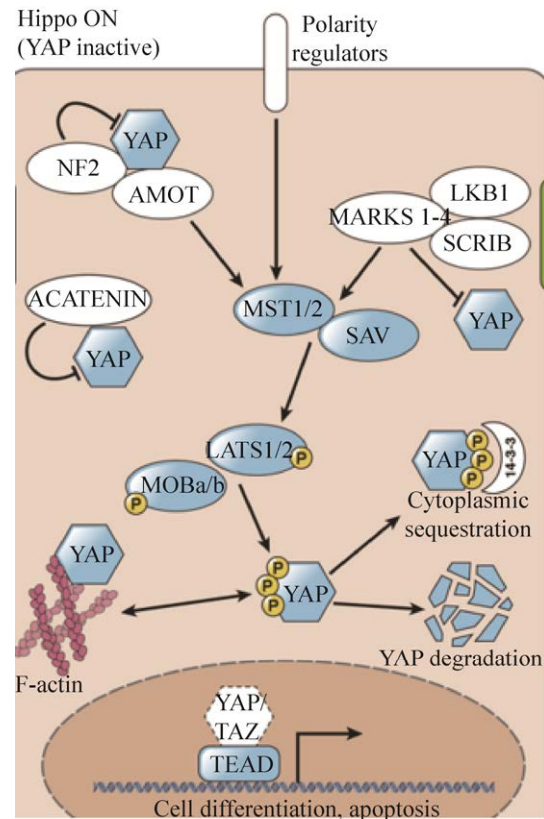 Hippo ON
(YAP inactive)
Polarity
regulators
YAP
NF2
AMOT
LKB1
MARKS 1-4
SCRIB
ACATENIN
YAP
MST1/2
SAV
YAP
LATS1/2
P
MOBa/b
P
YAP
P
P
P
14-3-3
Cytoplasmic
sequestration
YAP
P
P
P
YAP
F-actin
YAP degradation
YAP/
TAZ
TEAD
Cell differentiation, apoptosis